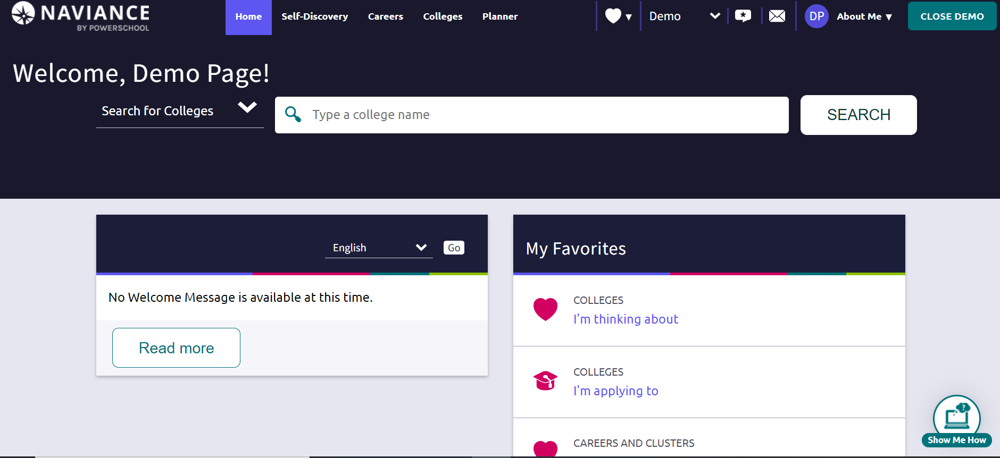 NAVIANCE
BY POWERSCHOOL
Home
Self-Discovery
Careers
Colleges
Planner
Demo
DP
About Me
CLOSE DEMO
Welcome, Demo Page!
Search for Colleges
Type a college name
SEARCH
English
Go
No Welcome Message is available at this time.
Read more
My Favorites
COLLEGES
I'm thinking about
COLLEGES
I'm applying to
CAREERS AND CLUSTERS
?
Show Me How